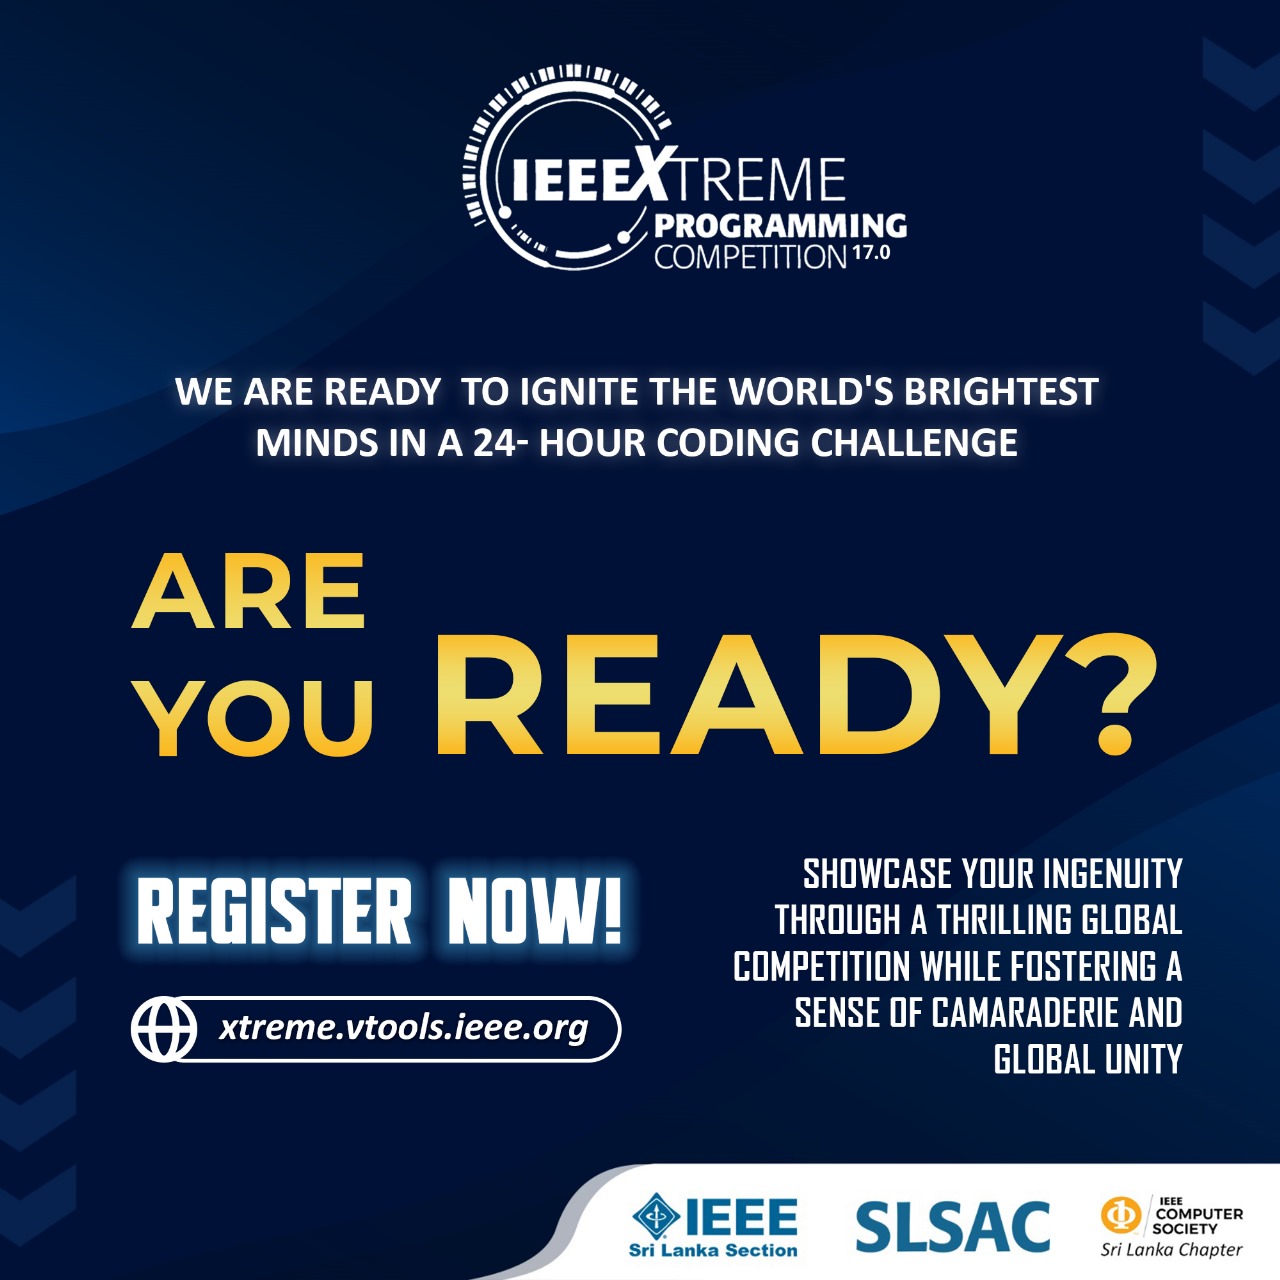 IEEEXTREME
PROGRAMMING
COMPETITION 17.0
WE ARE READY TO IGNITE THE WORLD'S BRIGHTEST
MINDS IN A 24- HOUR CODING CHALLENGE
ARE
YOU READY?
REGISTER NOW!
xtreme.vtools.ieee.org
SHOWCASE YOUR INGENUITY
THROUGH A THRILLING GLOBAL
COMPETITION WHILE FOSTERING A
SENSE OF CAMARADERIE AND
GLOBAL UNITY
IEEE
Sri Lanka Section
SLSAC
IEEE
COMPUTER
SOCIETY
Sri Lanka Chapter